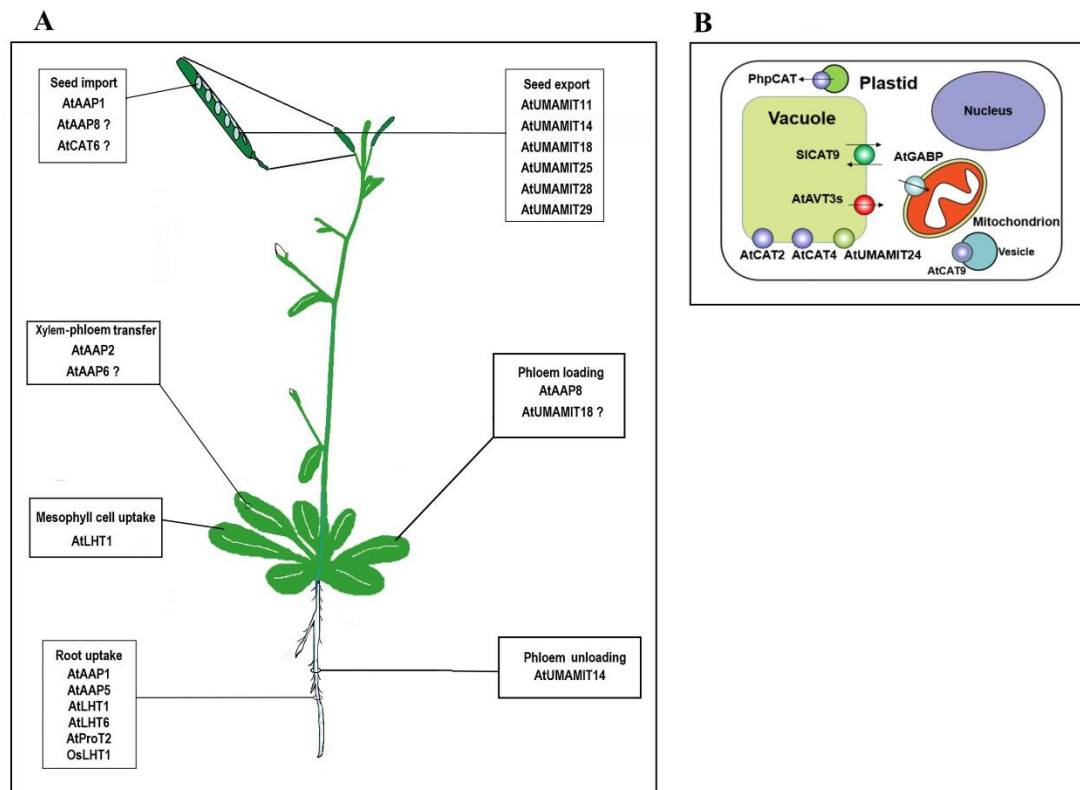 A
Seed import
AtAAP1
AtAAP8 ?
AtCAT6 ?
Seed export
AtUMAMIT11
AtUMAMIT14
AtUMAMIT18
AtUMAMIT25
AtUMAMIT28
AtUMAMIT29
Xylem-phloem transfer
AtAAP2
AtAAP6 ?
Phloem loading
AtAAP8
AtUMAMIT18 ?
Mesophyll cell uptake
AtLHT1
Root uptake
AtAAP1
AtAAP5
AtLHT1
AtLHT6
AtProT2
OsLHT1
Phloem unloading
AtUMAMIT14
B
PhpCAT
Plastid
Nucleus
Vacuole
SlCAT9
AtGABP
AtAVT3s
Mitochondrion
AtCAT2
AtCAT4
AtUMAMIT24
Vesicle
AtCAT9